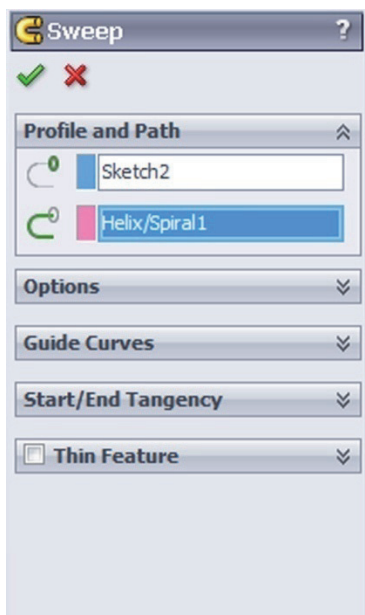 Sweep ?
Profile and Path
Sketch2
Helix/Spiral1
Options
Guide Curves
Start/End Tangency
Thin Feature